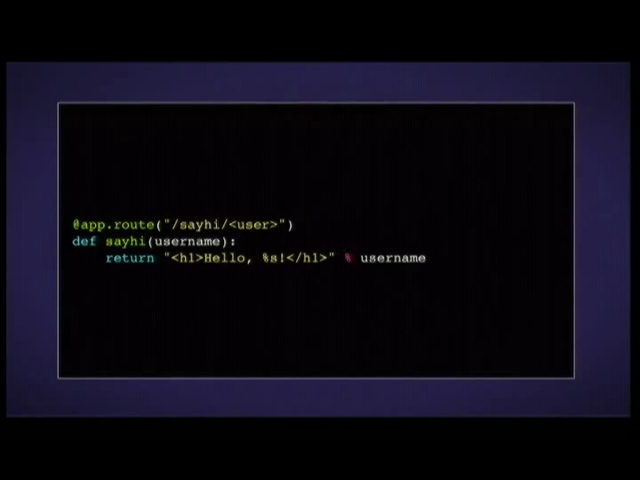 @app.route("/sayhi/<user>")
def sayhi(username):
    return "<h1>Hello, %s!</h1>" % username